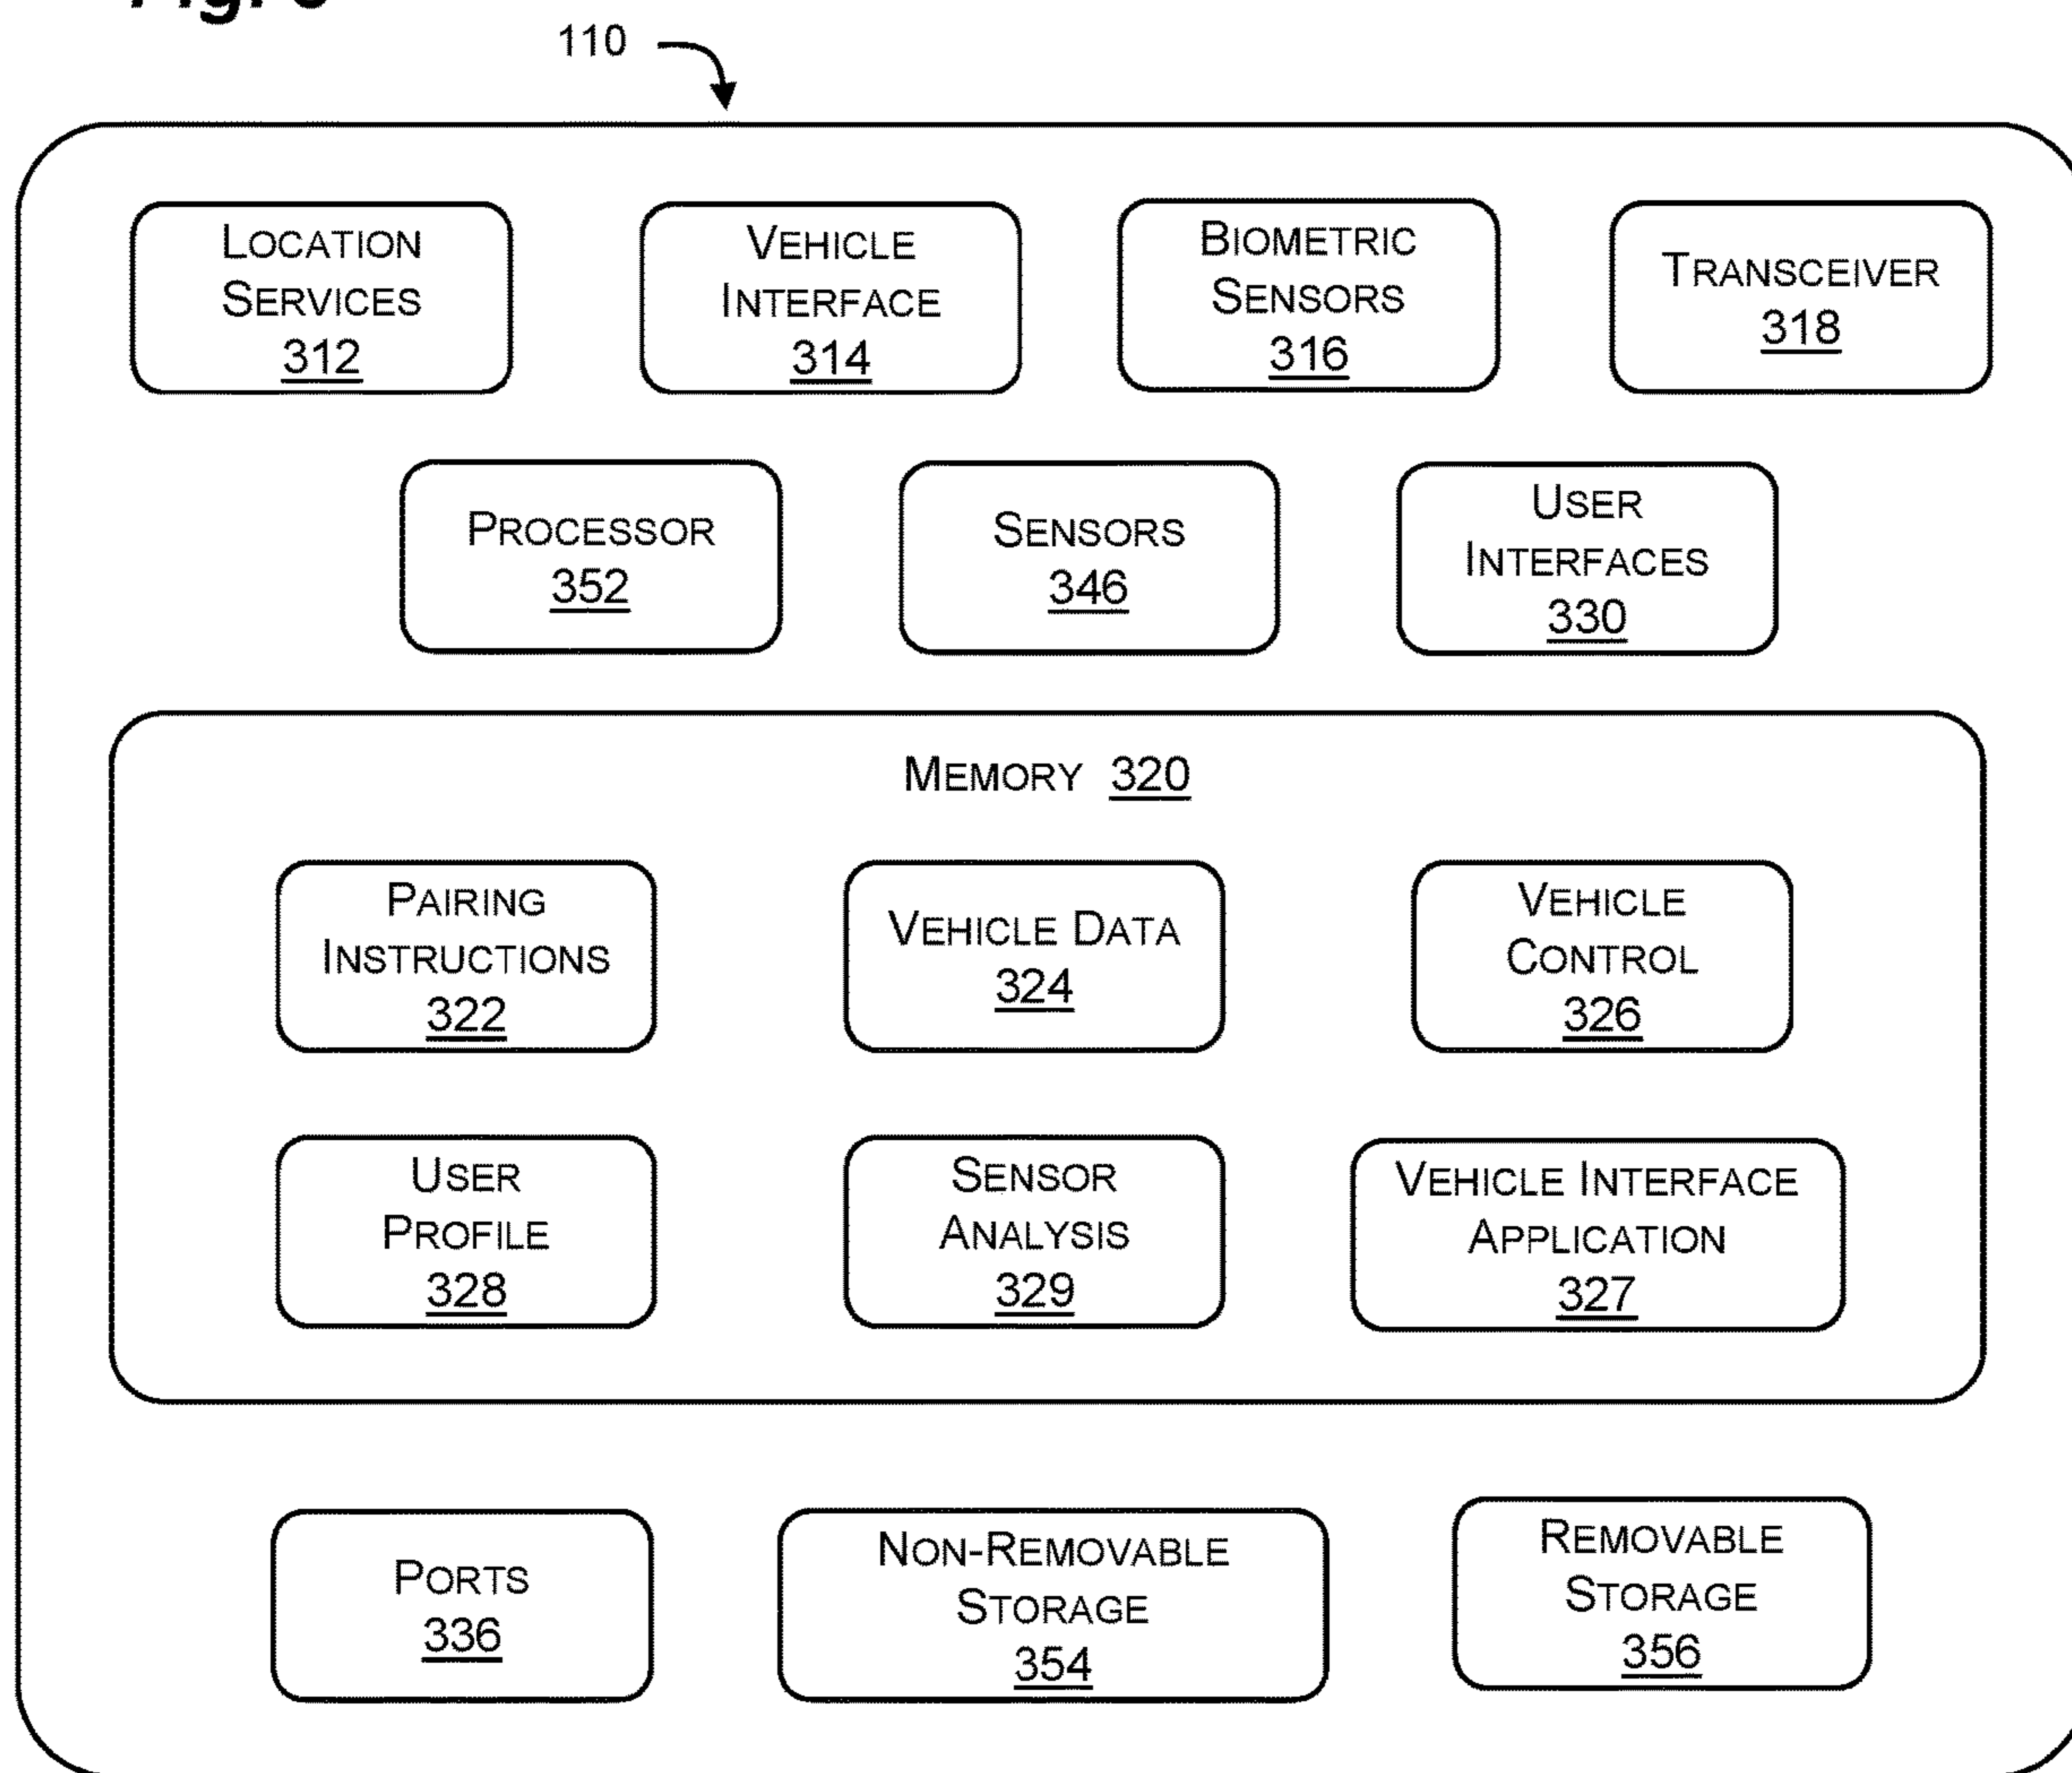 110
LOCATION
SERVICES
312
VEHICLE
INTERFACE
314
BIOMETRIC
SENSORS
316
TRANSCEIVER
318
PROCESSOR
352
SENSORS
346
USER
INTERFACES
330
MEMORY 320
PAIRING
INSTRUCTIONS
322
VEHICLE DATA
324
VEHICLE
CONTROL
326
USER
PROFILE
328
SENSOR
ANALYSIS
329
VEHICLE INTERFACE
APPLICATION
327
PORTS
336
NON-REMOVABLE
STORAGE
354
REMOVABLE
STORAGE
356